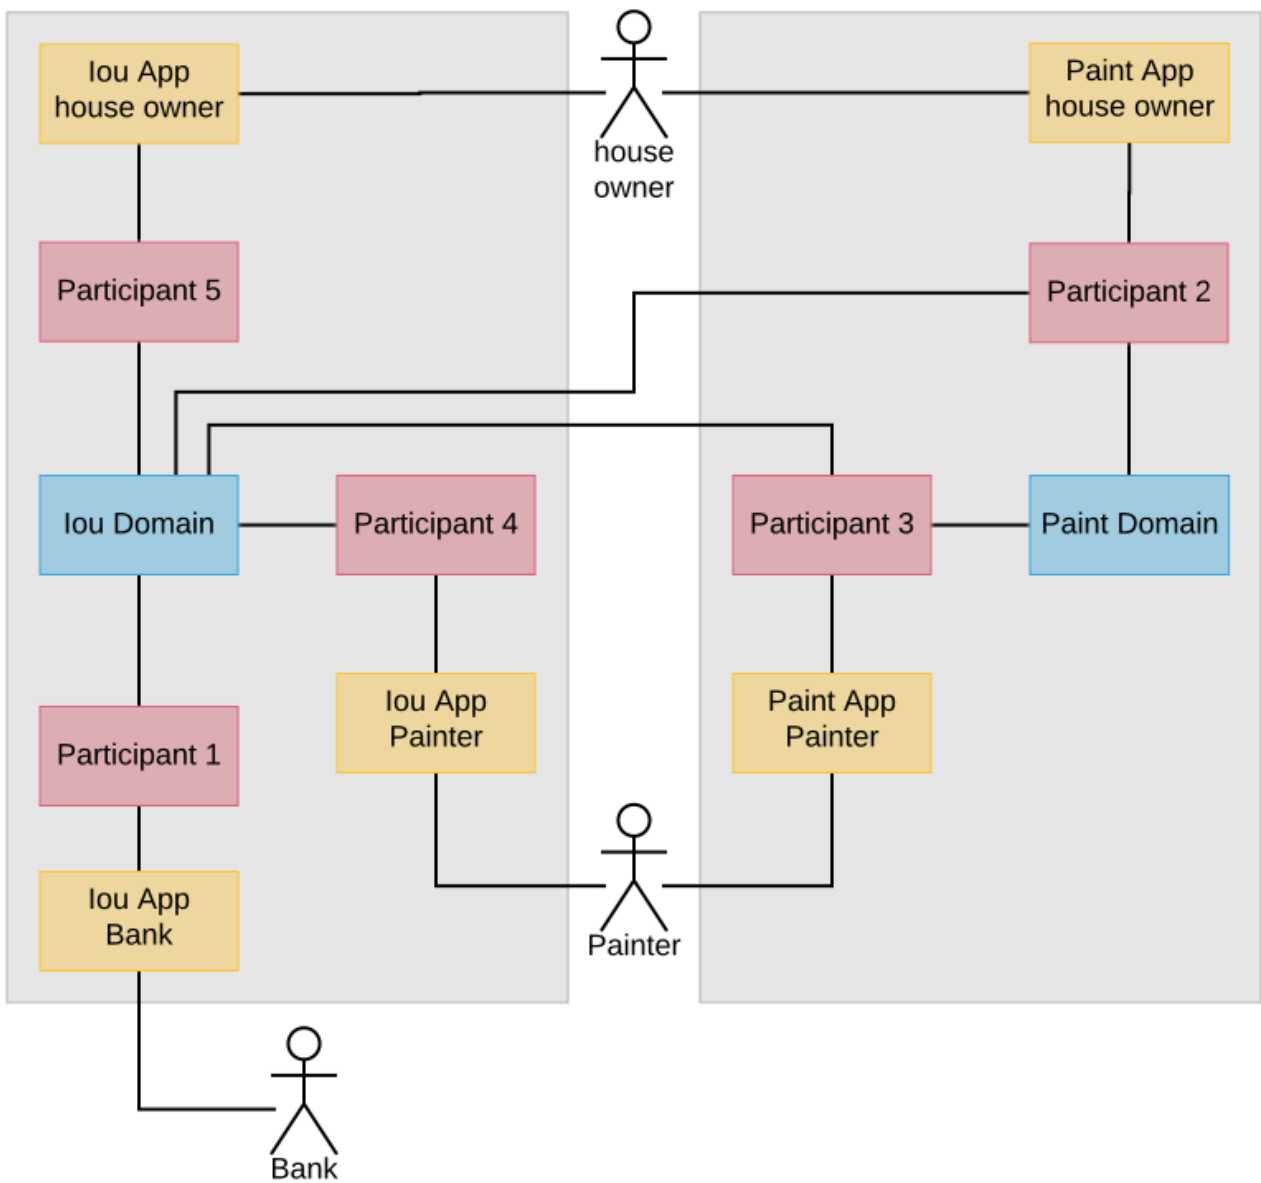 Iou App
house owner
house
owner
Paint App
house owner
Participant 5
Participant 2
Iou Domain
Participant 4
Participant 3
Paint Domain
Iou App
Painter
Paint App
Painter
Participant 1
Iou App
Bank
Painter
Bank